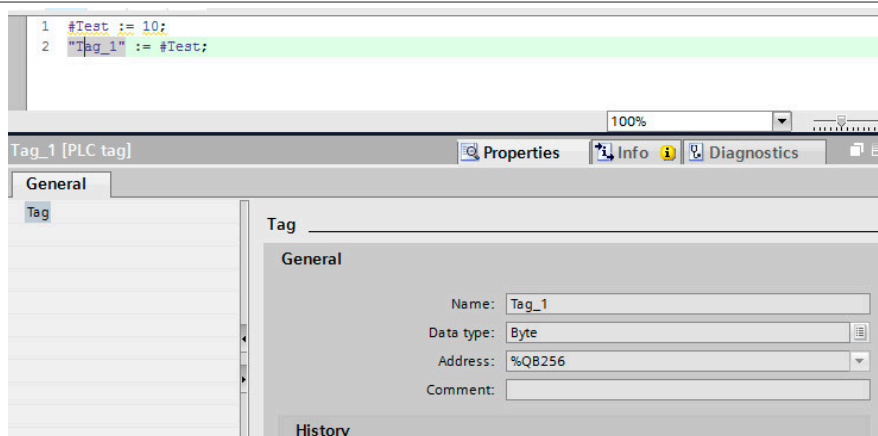 1 #Test := 10;
2 "Tag_1" := #Test;
100%
Tag_1 [PLC tag]
Properties
Info
Diagnostics
General
Tag
Tag
General
Name: Tag_1
Data type: Byte
Address: %QB256
Comment:
History